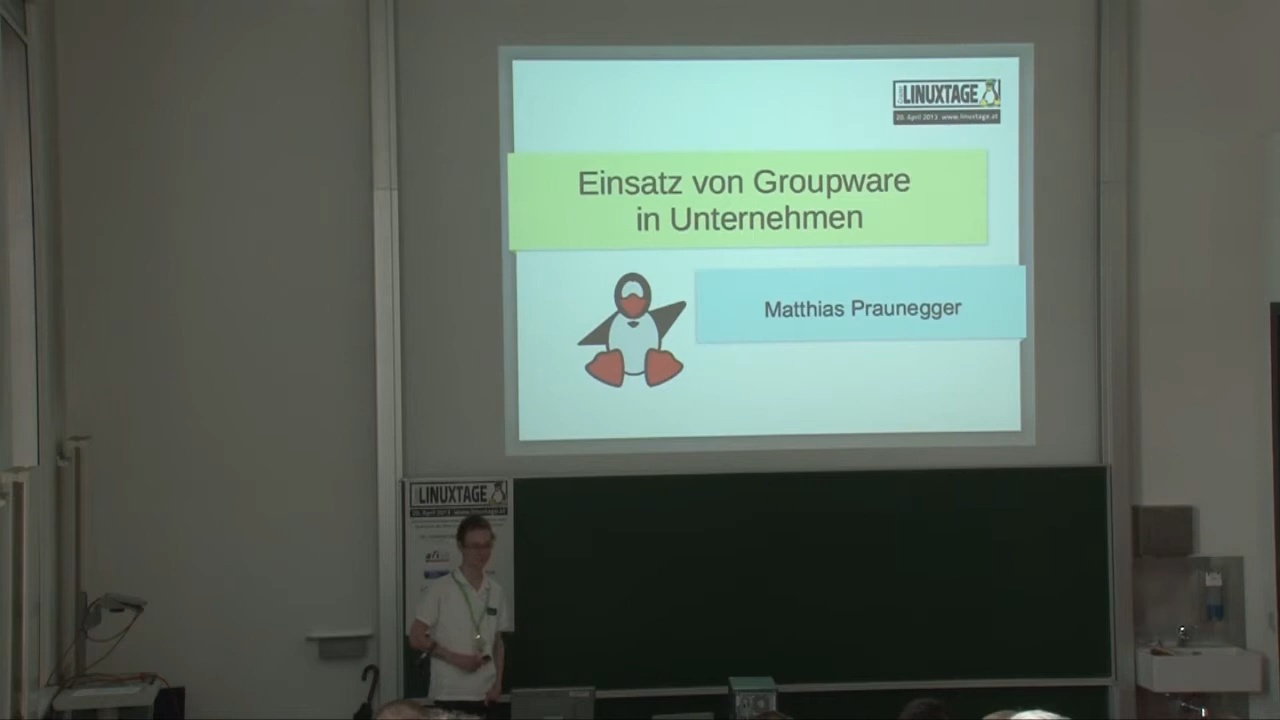 LINUXTAGE
20. April 2013 www.linuxtage.at
Einsatz von Groupware
in Unternehmen
Matthias Praunegger
LINUXTAGE